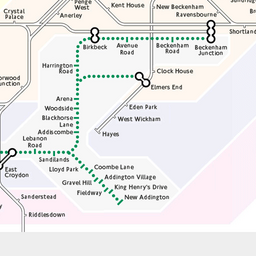 Crystal
Palace
Penge
West
Anerley
Kent House
New Beckenham
Ravensbourne
Birkbeck
Avenue
Road
Beckenham
Road
Beckenham
Junction
Shortlands
Harrington
Road
Clock House
Elmers End
Norwood
Junction
Arena
Woodside
Blackhorse
Lane
Addiscombe
Eden Park
West Wickham
Hayes
Lebanon
Road
Sandilands
East
Croydon
Lloyd Park
Coombe Lane
Gravel Hill
Addington Village
Fieldway
King Henry's Drive
New Addington
Sanderstead
Riddlesdown